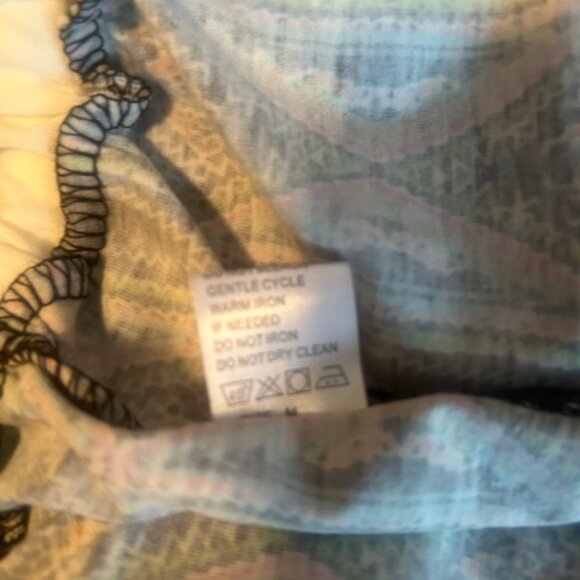 GENTLE CYCLE
WARM IRON
IF NEEDED
DO NOT IRON
DO NOT DRY CLEAN
M